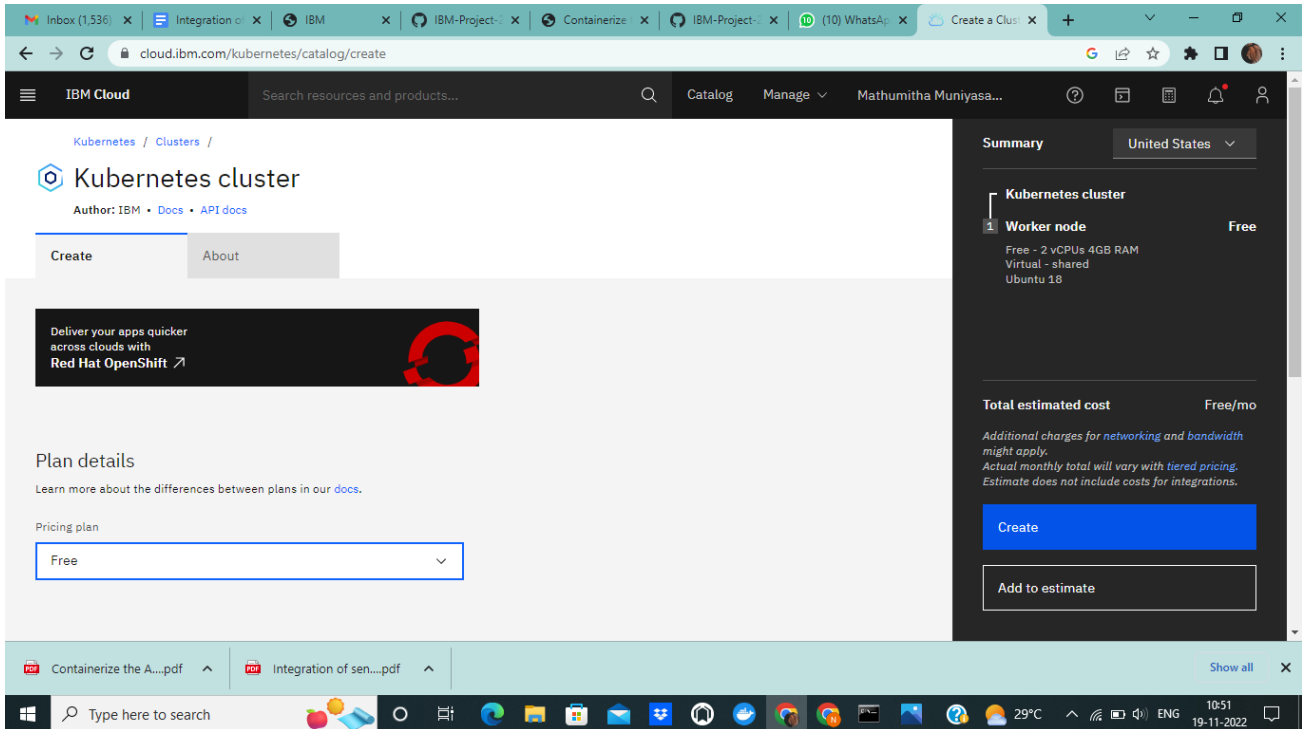 Inbox (1,536)
Integration of
IBM
IBM-Project-
Containerize
IBM-Project-
(10) WhatsAp
Create a Clus
cloud.ibm.com/kubernetes/catalog/create
IBM Cloud
Search resources and products...
Catalog
Manage
Mathumitha Muniyasa...
Kubernetes / Clusters /
Kubernetes cluster
Author: IBM • Docs • API docs
Create
About
Deliver your apps quicker
across clouds with
Red Hat OpenShift
Plan details
Learn more about the differences between plans in our docs.
Pricing plan
Free
Summary
United States
Kubernetes cluster
1 Worker node Free
Free - 2 vCPUs 4GB RAM
Virtual - shared
Ubuntu 18
Total estimated cost Free/mo
Additional charges for networking and bandwidth
might apply.
Actual monthly total will vary with tiered pricing.
Estimate does not include costs for integrations.
Create
Add to estimate
Containerize the A....pdf
Integration of sen....pdf
Show all
Type here to search
29°C
ENG
10:51
19-11-2022